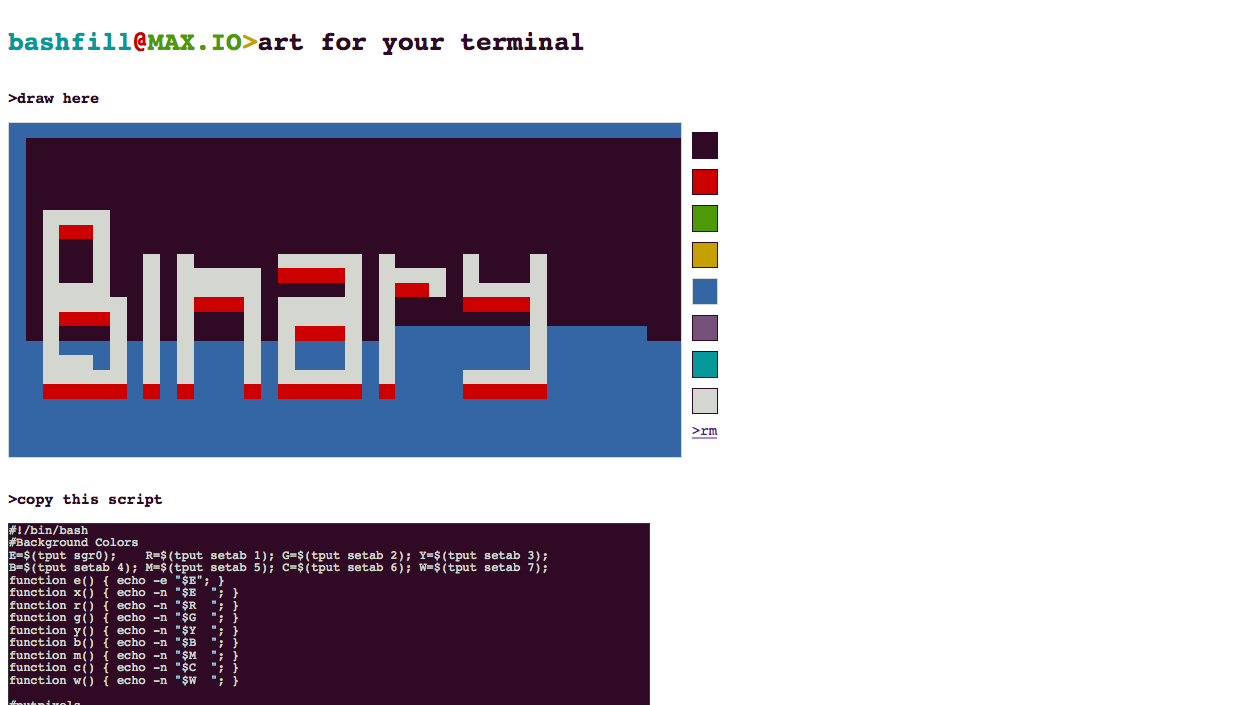 bashfill@MAX.IO>art for your terminal
>draw here
Binary
>rm
>copy this script
#!/bin/bash
#Background Colors
E=$(tput sgr0);    R=$(tput setab 1); G=$(tput setab 2); Y=$(tput setab 3);
B=$(tput setab 4); M=$(tput setab 5); C=$(tput setab 6); W=$(tput setab 7);
function e() { echo -e "$E"; }
function x() { echo -n "$E  "; }
function r() { echo -n "$R  "; }
function g() { echo -n "$G  "; }
function y() { echo -n "$Y  "; }
function b() { echo -n "$B  "; }
function m() { echo -n "$M  "; }
function c() { echo -n "$C  "; }
function w() { echo -n "$W  "; }
#putpixels